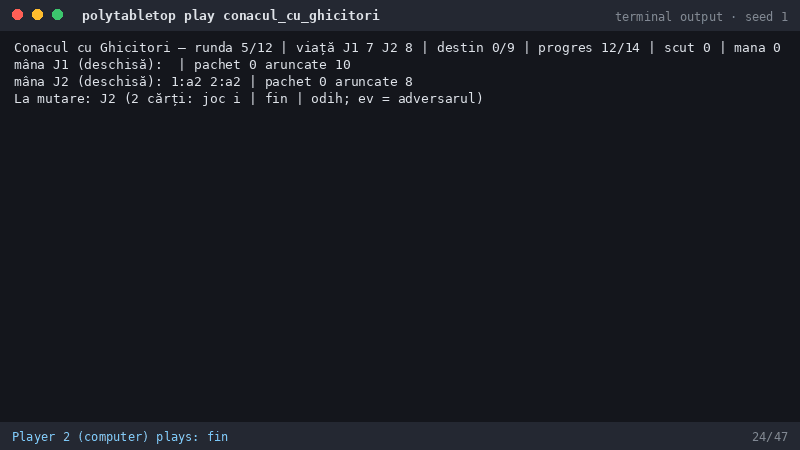 polytabletop play conacul_cu_ghicitori
terminal output · seed 1
Conacul cu Ghicitori — runda 5/12 | viață J1 7 J2 8 | destin 0/9 | progres 12/14 | scut 0 | mana 0
mâna J1 (deschisă):  | pachet 0 aruncate 10
mâna J2 (deschisă): 1:a2 2:a2 | pachet 0 aruncate 8
La mutare: J2 (2 cărți: joc i | fin | odih; ev = adversarul)
Player 2 (computer) plays: fin
24/47